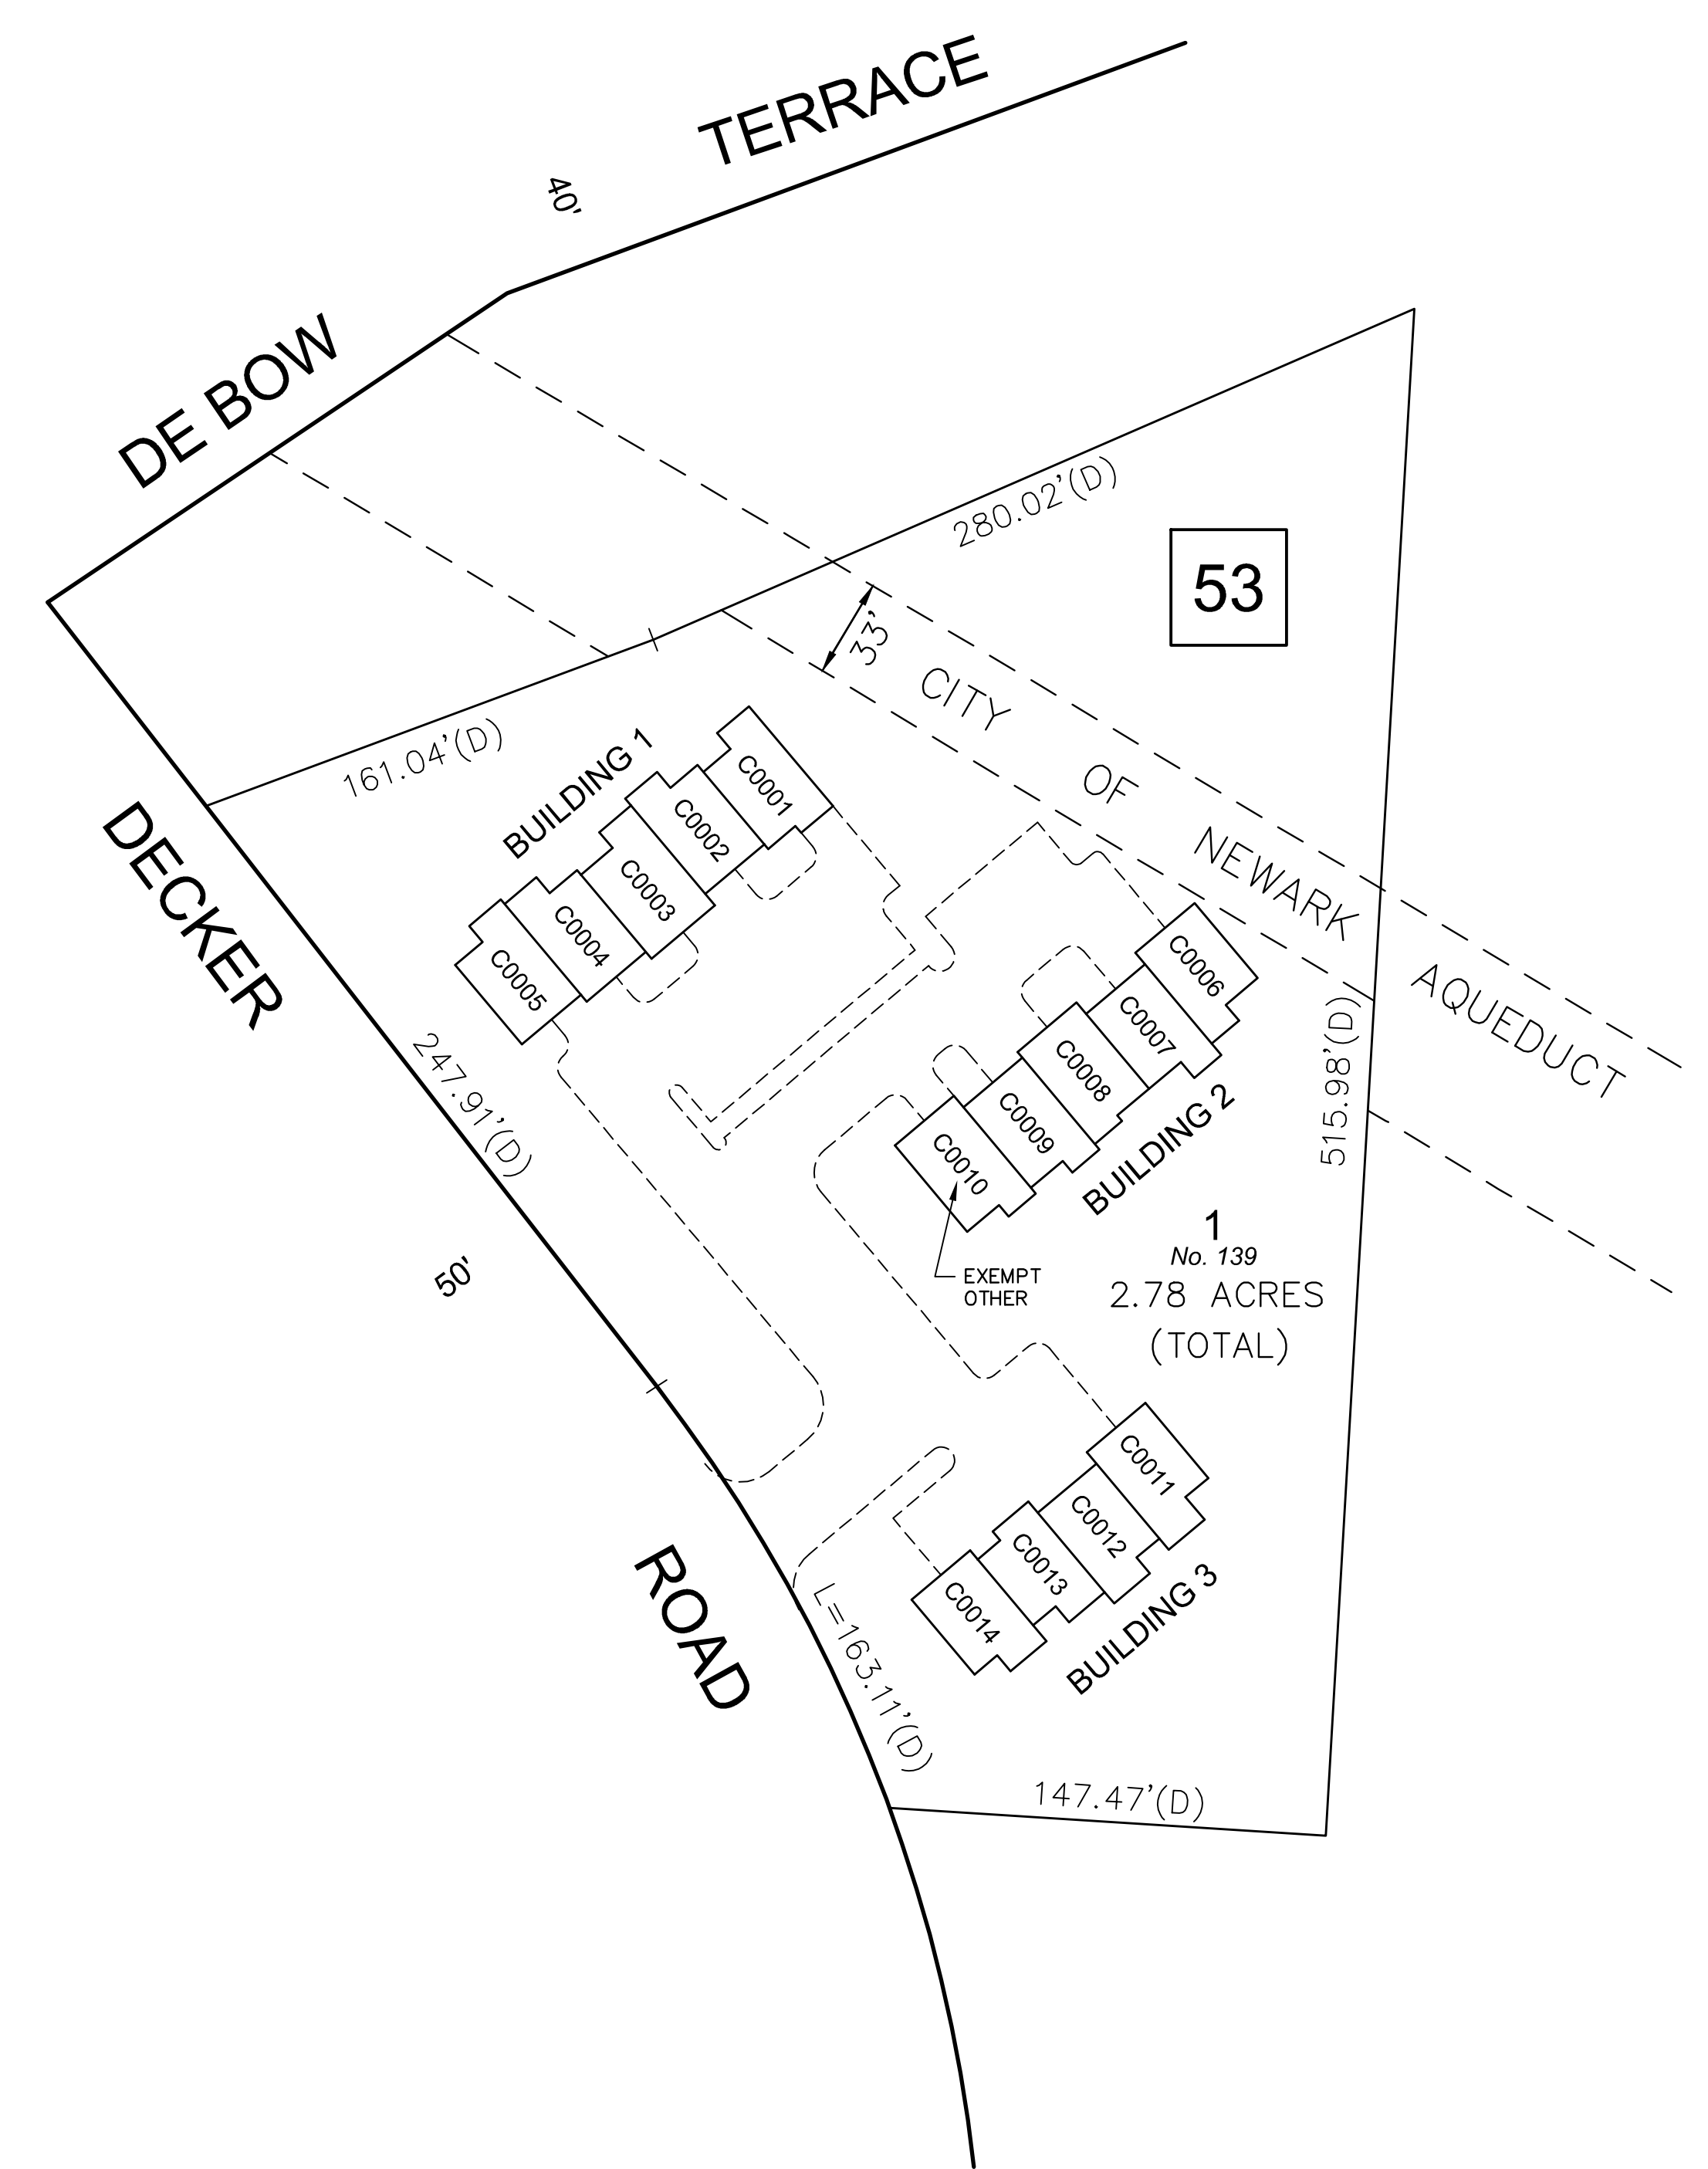 TERRACE
40'
DE BOW
280.02'(D)
53
33'
CITY OF NEWARK AQUEDUCT
161.04'(D)
BUILDING 1
C0001
C0002
C0003
C0004
C0005
DECKER
247.91'(D)
C0006
C0007
C0008
C0009
C0010
BUILDING 2
515.98'(D)
1
No. 139
2.78 ACRES
(TOTAL)
EXEMPT
OTHER
50'
C0011
C0012
C0013
C0014
BUILDING 3
ROAD
L=163.11'(D)
147.47'(D)